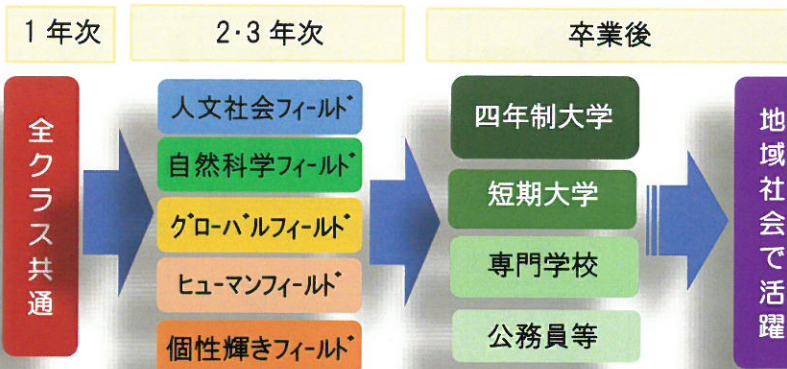 1年次
2・3年次
卒業後
全クラス共通
人文社会フィールド
自然科学フィールド
グローバルフィールド
ヒューマンフィールド
個性輝きフィールド
四年制大学
短期大学
専門学校
公務員等
地域社会で活躍